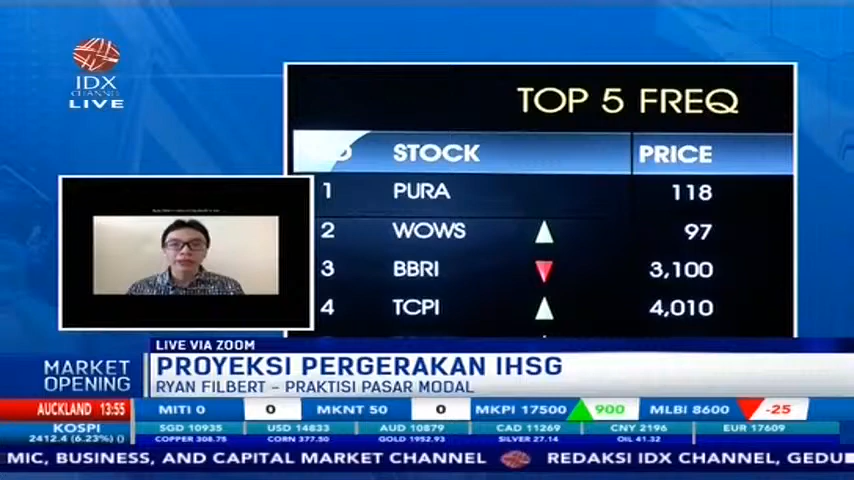 IDX
CHANNEL
LIVE
TOP 5 FREQ
STOCK PRICE
1 PURA 118
2 WOWS 97
3 BBRI 3,100
4 TCPI 4,010
LIVE VIA ZOOM
PROYEKSI PERGERAKAN IHSG
RYAN FILBERT – PRAKTISI PASAR MODAL
MARKET
OPENING
AUCKLAND 13:55
MITI 0 0 MKNT 50 0 MKPI 17500 900 MLBI 8600 -25
KOSPI
2412.4 (6.23%) ()
SGD 10935 USD 14833 AUD 10879 CAD 11269 CNY 2196 EUR 17609
COPPER 308.75 CORN 377.50 GOLD 1952.93 SILVER 27.14 OIL 41.32
MIC, BUSINESS, AND CAPITAL MARKET CHANNEL REDAKSI IDX CHANNEL, GEDU